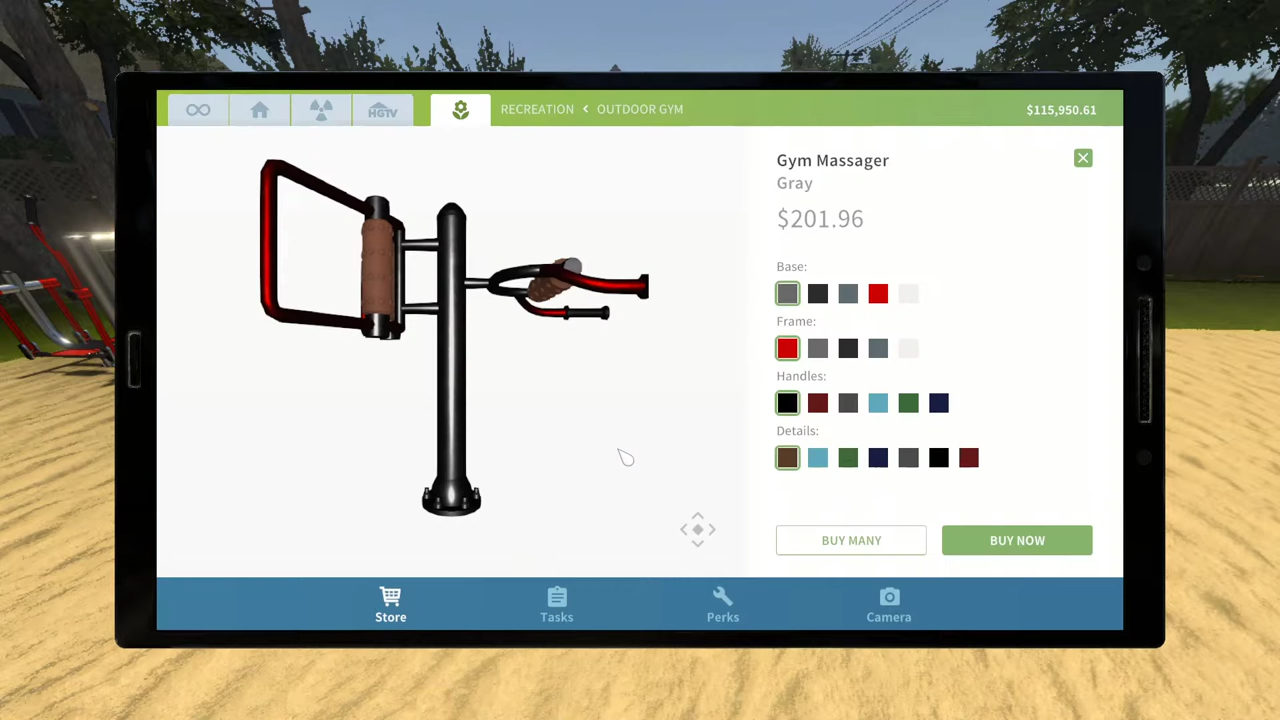 HGTV
RECREATION < OUTDOOR GYM
$115,950.61
Gym Massager
Gray
$201.96
Base:
Frame:
Handles:
Details:
BUY MANY
BUY NOW
Store
Tasks
Perks
Camera